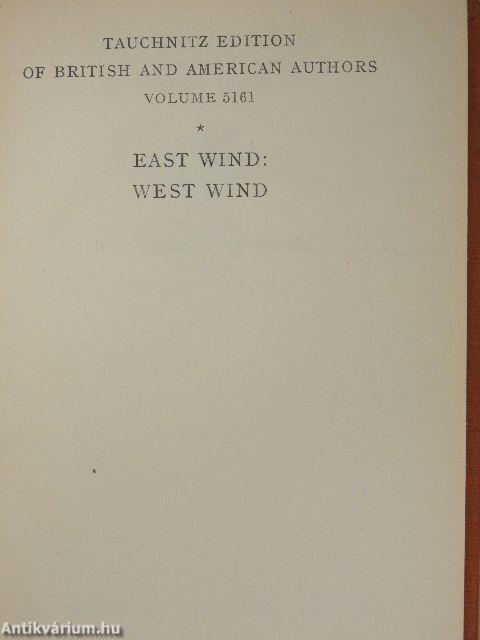 TAUCHNITZ EDITION
OF BRITISH AND AMERICAN AUTHORS
VOLUME 5161
*
EAST WIND:
WEST WIND
Antikvárium.hu